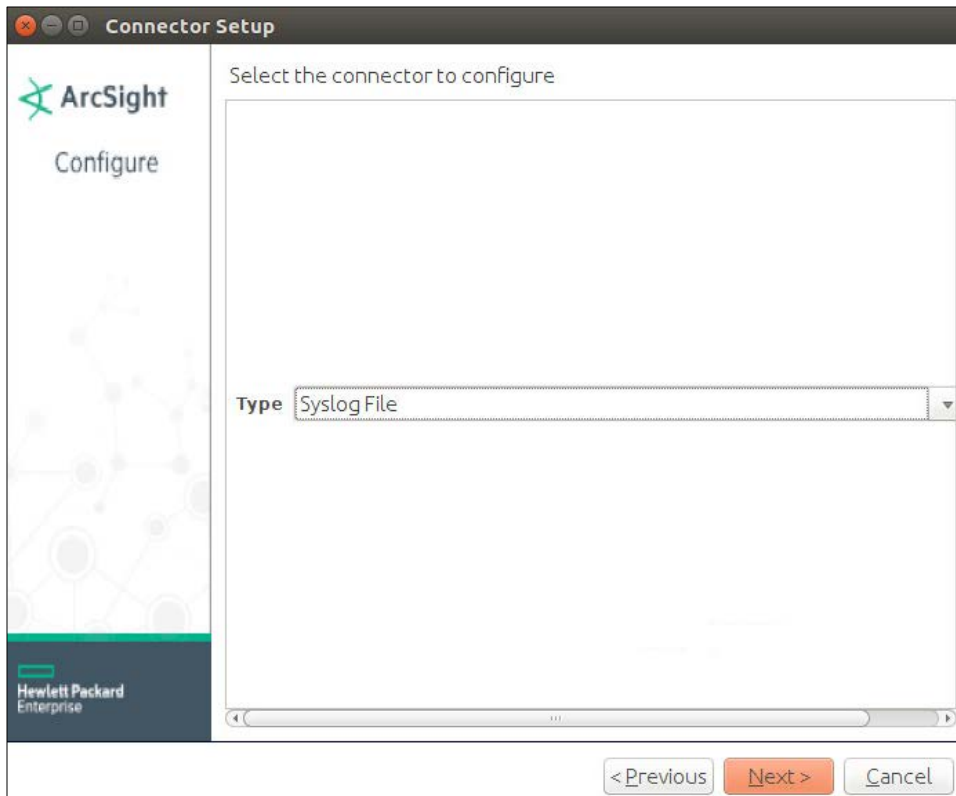 Connector Setup
ArcSight
Configure
Select the connector to configure
Type
Syslog File
Hewlett Packard
Enterprise
< Previous
Next >
Cancel